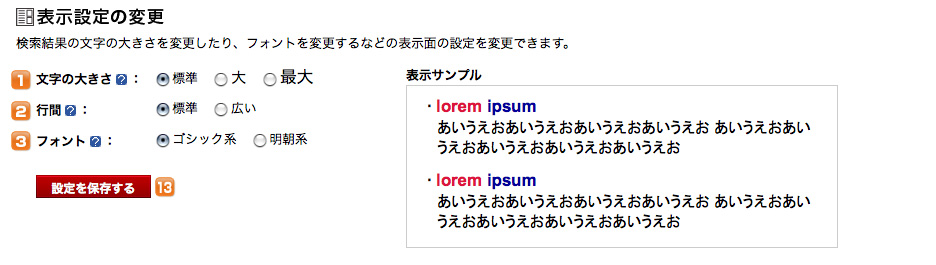 表示設定の変更
検索結果の文字の大きさを変更したり、フォントを変更するなどの表示面の設定を変更できます。
1 文字の大きさ ? : 標準 大 最大
2 行間 ? : 標準 広い
3 フォント ? : ゴシック系 明朝系
設定を保存する 13
表示サンプル
・lorem ipsum
あいうえおあいうえおあいうえおあいうえお あいうえおあい
うえおあいうえおあいうえおあいうえお
・lorem ipsum
あいうえおあいうえおあいうえおあいうえお あいうえおあい
うえおあいうえおあいうえおあいうえお